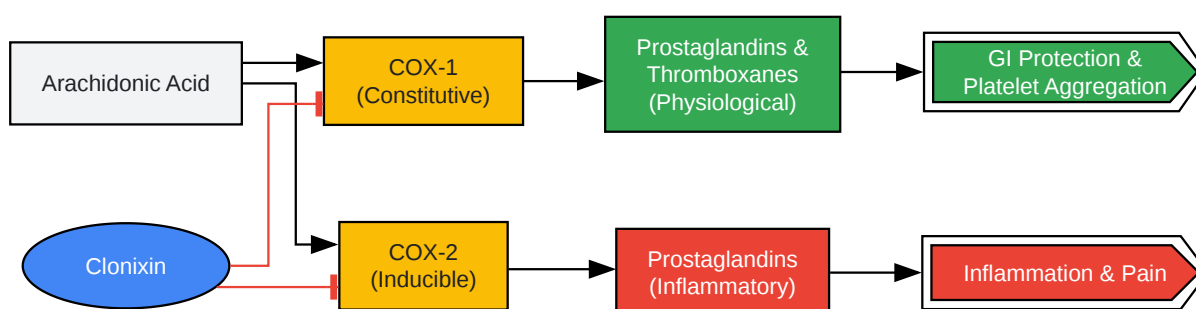 Arachidonic Acid
COX-1
(Constitutive)
Prostaglandins &
Thromboxanes
(Physiological)
GI Protection &
Platelet Aggregation
Clonixin
COX-2
(Inducible)
Prostaglandins
(Inflammatory)
Inflammation & Pain